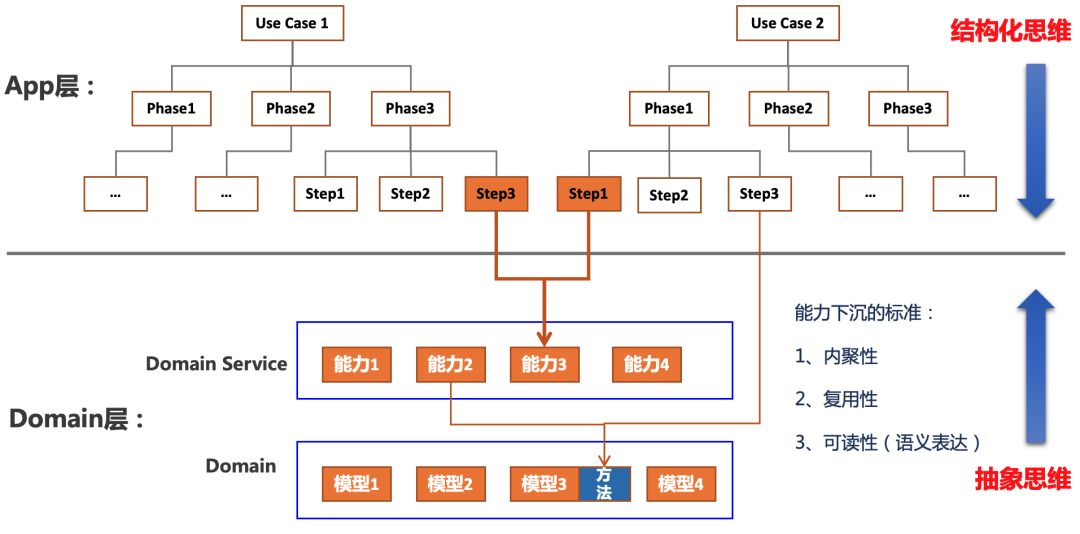 Use Case 1
Use Case 2
结构化思维
App层：
Phase1
Phase2
Phase3
Phase1
Phase2
Phase3
...
...
Step1
Step2
Step3
Step1
Step2
Step3
...
...
能力下沉的标准：
Domain Service
能力1
能力2
能力3
能力4
1、内聚性
2、复用性
Domain层：
3、可读性（语义表达）
Domain
模型1
模型2
模型3
方法
模型4
抽象思维